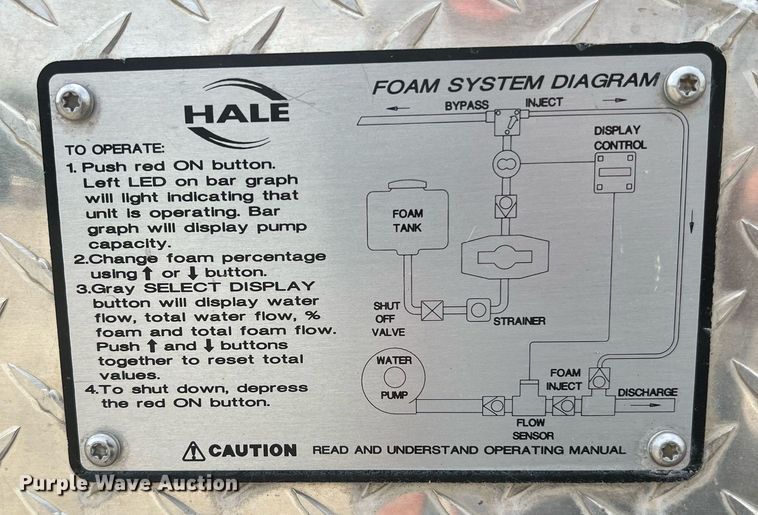 HALE
TO OPERATE:
1. Push red ON button.
Left LED on bar graph
will light indicating that
unit is operating. Bar
graph will display pump
capacity.
2.Change foam percentage
using ↑ or ↓ button.
3.Gray SELECT DISPLAY
button will display water
flow, total water flow, %
foam and total foam flow.
Push ↑ and ↓ buttons
together to reset total
values.
4.To shut down, depress
the red ON button.
FOAM SYSTEM DIAGRAM
BYPASS
INJECT
DISPLAY
CONTROL
FOAM
TANK
SHUT
OFF
VALVE
STRAINER
WATER
PUMP
FOAM
INJECT
DISCHARGE
FLOW
SENSOR
CAUTION READ AND UNDERSTAND OPERATING MANUAL
Purple Wave Auction